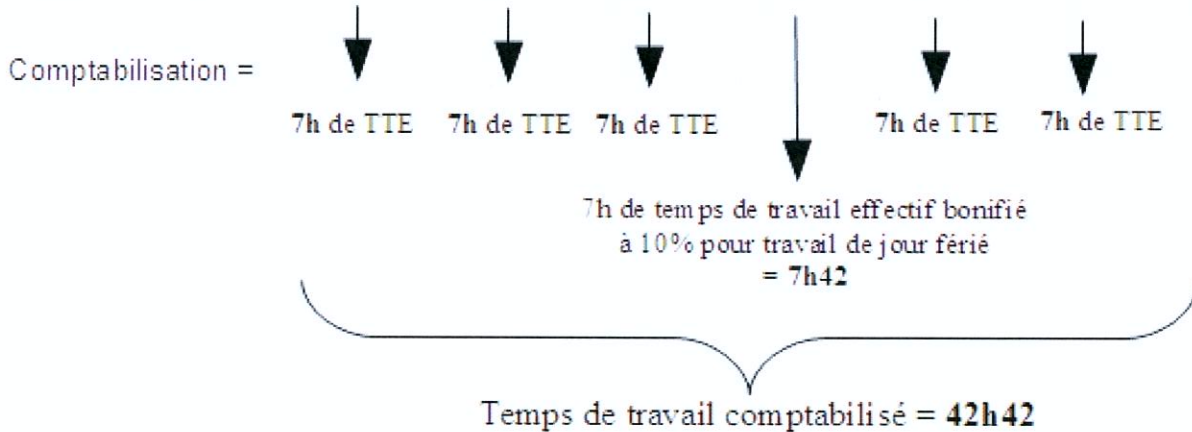 Comptabilisation =
7h de TTE 7h de TTE 7h de TTE 7h de TTE 7h de TTE
7h de temps de travail effectif bonifié
à 10% pour travail de jour férié
= 7h42
Temps de travail comptabilisé = 42h42